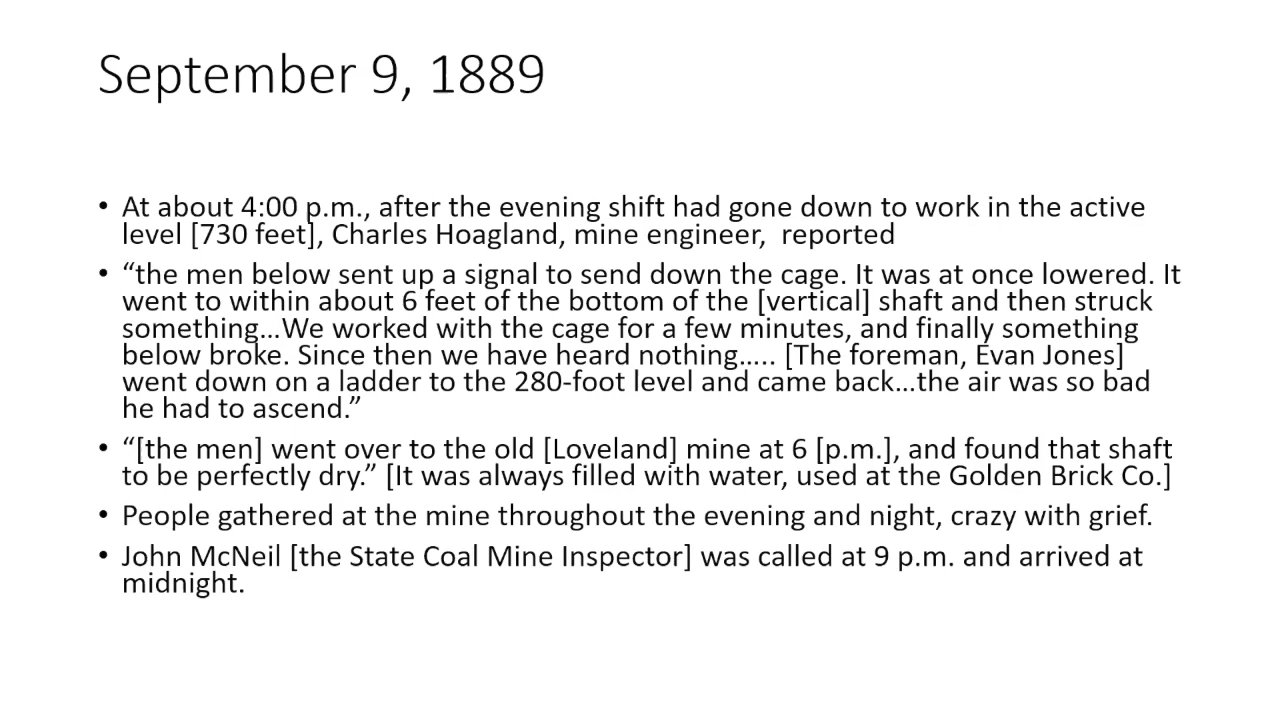 September 9, 1889
• At about 4:00 p.m., after the evening shift had gone down to work in the active
level [730 feet], Charles Hoagland, mine engineer,  reported
• “the men below sent up a signal to send down the cage. It was at once lowered. It
went to within about 6 feet of the bottom of the [vertical] shaft and then struck
something…We worked with the cage for a few minutes, and finally something
below broke. Since then we have heard nothing….. [The foreman, Evan Jones]
went down on a ladder to the 280-foot level and came back…the air was so bad
he had to ascend.”
• “[the men] went over to the old [Loveland] mine at 6 [p.m.], and found that shaft
to be perfectly dry.” [It was always filled with water, used at the Golden Brick Co.]
• People gathered at the mine throughout the evening and night, crazy with grief.
• John McNeil [the State Coal Mine Inspector] was called at 9 p.m. and arrived at
midnight.